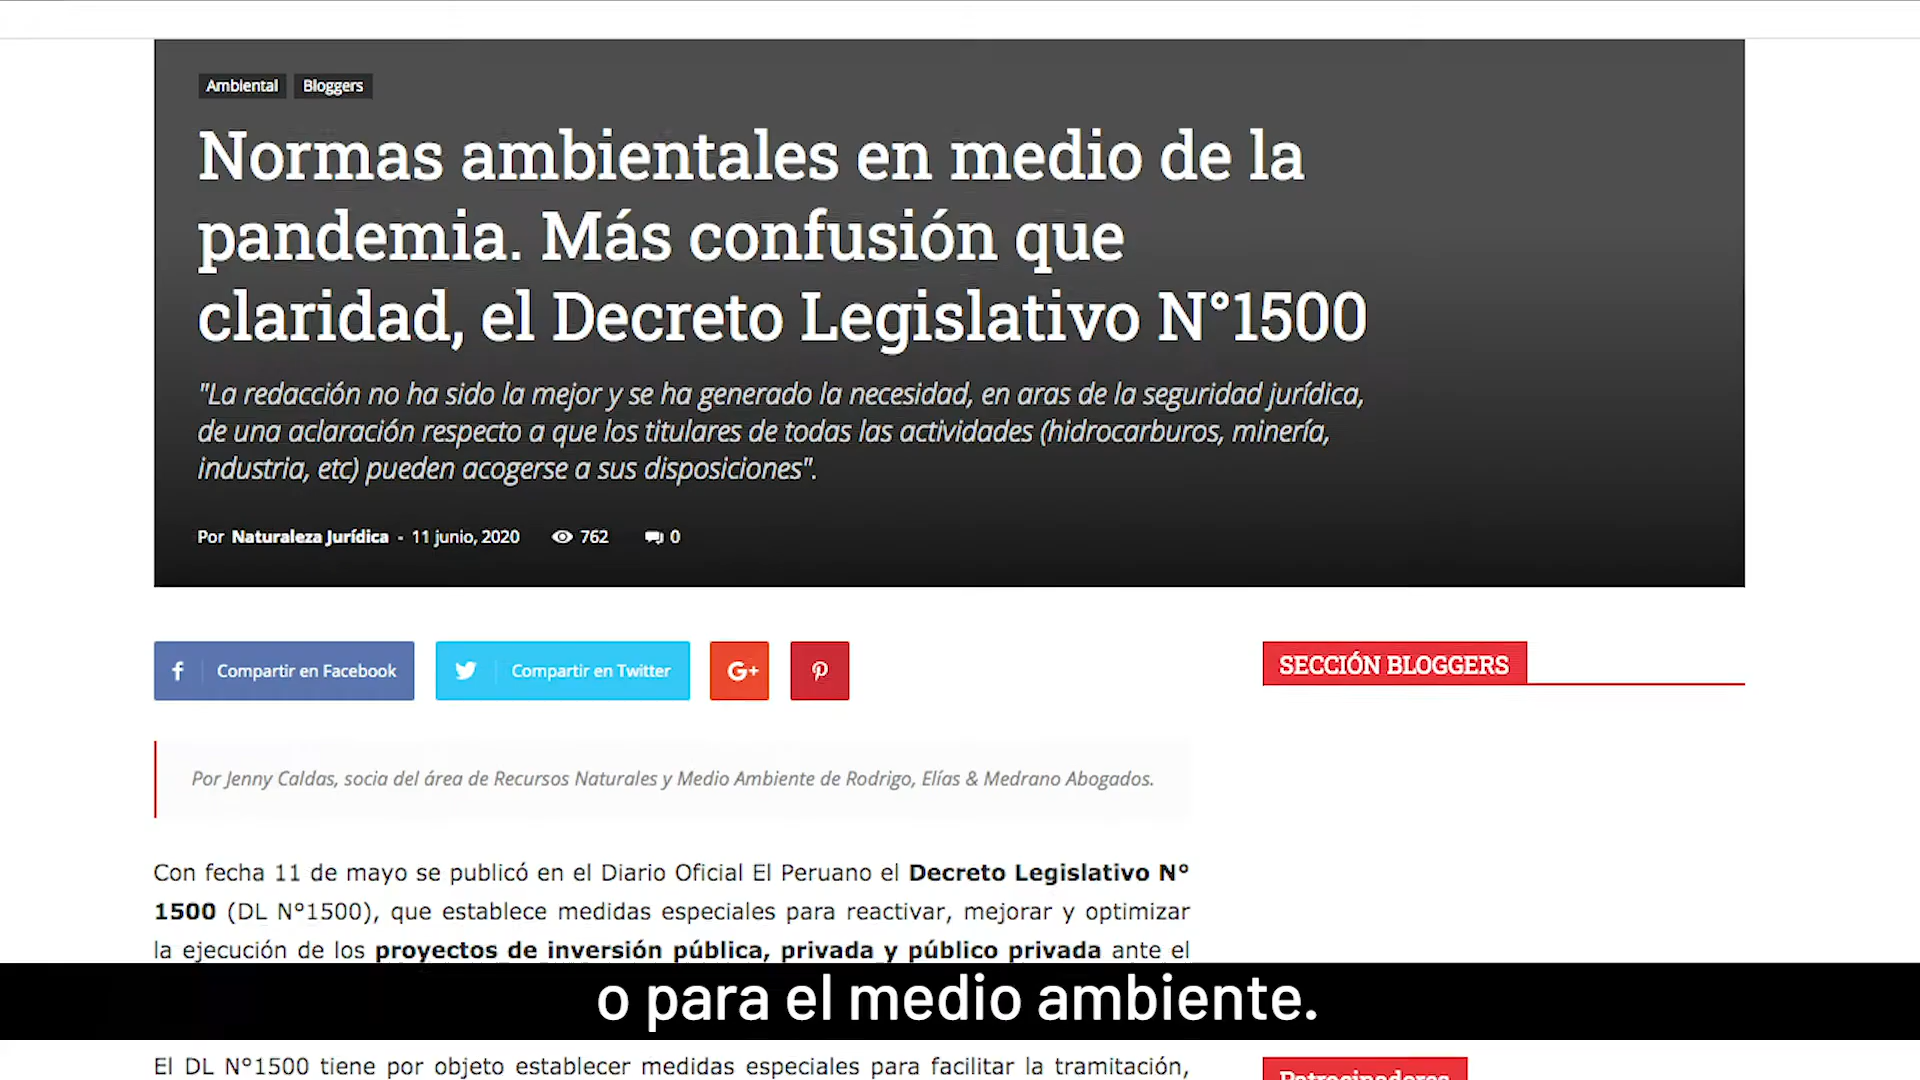 Ambiental Bloggers
Normas ambientales en medio de la
pandemia. Más confusión que
claridad, el Decreto Legislativo N°1500
"La redacción no ha sido la mejor y se ha generado la necesidad, en aras de la seguridad jurídica,
de una aclaración respecto a que los titulares de todas las actividades (hidrocarburos, minería,
industria, etc) pueden acogerse a sus disposiciones".
Por Naturaleza Jurídica - 11 junio, 2020 762 0
Compartir en Facebook Compartir en Twitter G+
SECCIÓN BLOGGERS
Por Jenny Caldas, socia del área de Recursos Naturales y Medio Ambiente de Rodrigo, Elías & Medrano Abogados.
Con fecha 11 de mayo se publicó en el Diario Oficial El Peruano el Decreto Legislativo Nº
1500 (DL N°1500), que establece medidas especiales para reactivar, mejorar y optimizar
la ejecución de los proyectos de inversión pública, privada y público privada ante el
o para el medio ambiente.
El DL N°1500 tiene por objeto establecer medidas especiales para facilitar la tramitación,
Patrocinadores